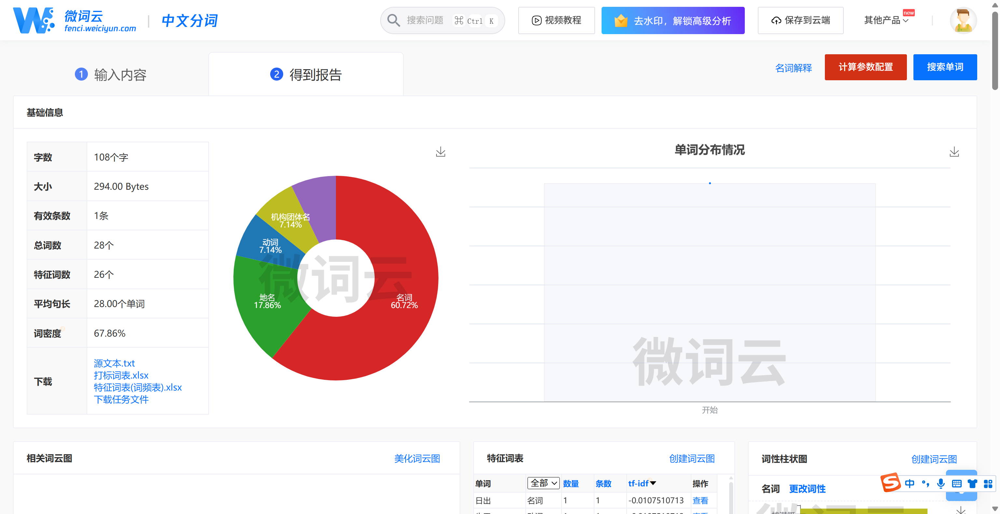 微词云
fenci.weiciyun.com
中文分词
搜索问题 ⌘ Ctrl K
视频教程
去水印，解锁高级分析
保存到云端
其他产品
new
1 输入内容
2 得到报告
名词解释
计算参数配置
搜索单词
基础信息
字数 108个字
大小 294.00 Bytes
有效条数 1条
总词数 28个
特征词数 26个
平均句长 28.00个单词
词密度 67.86%
下载
源文本.txt
打标词表.xlsx
特征词表(词频表).xlsx
下载任务文件
机构团体名
7.14%
动词
7.14%
地名
17.86%
名词
60.72%
微词云
单词分布情况
微词云
开始
相关词云图
美化词云图
特征词表
创建词云图
单词 全部 数量 条数 tf-idf 操作
日出 名词 1 1 -0.0107510713 查看
词性柱状图
创建词云图
名词 更改词性
中